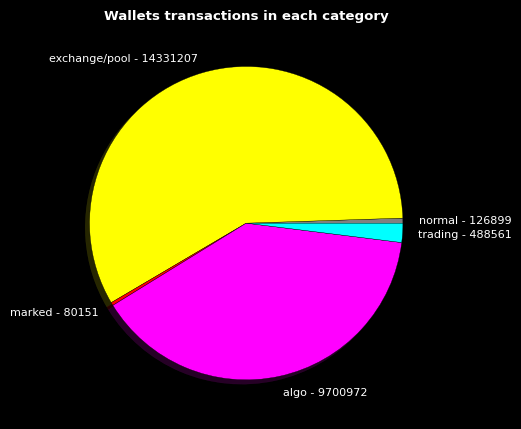 Wallets transactions in each category
exchange/pool - 14331207
normal - 126899
trading - 488561
marked - 80151
algo - 9700972